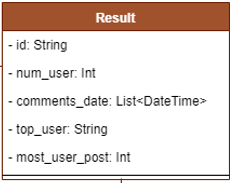 Result
- id: String
- num_user: Int
- comments_date: List<DateTime>
- top_user: String
- most_user_post: Int